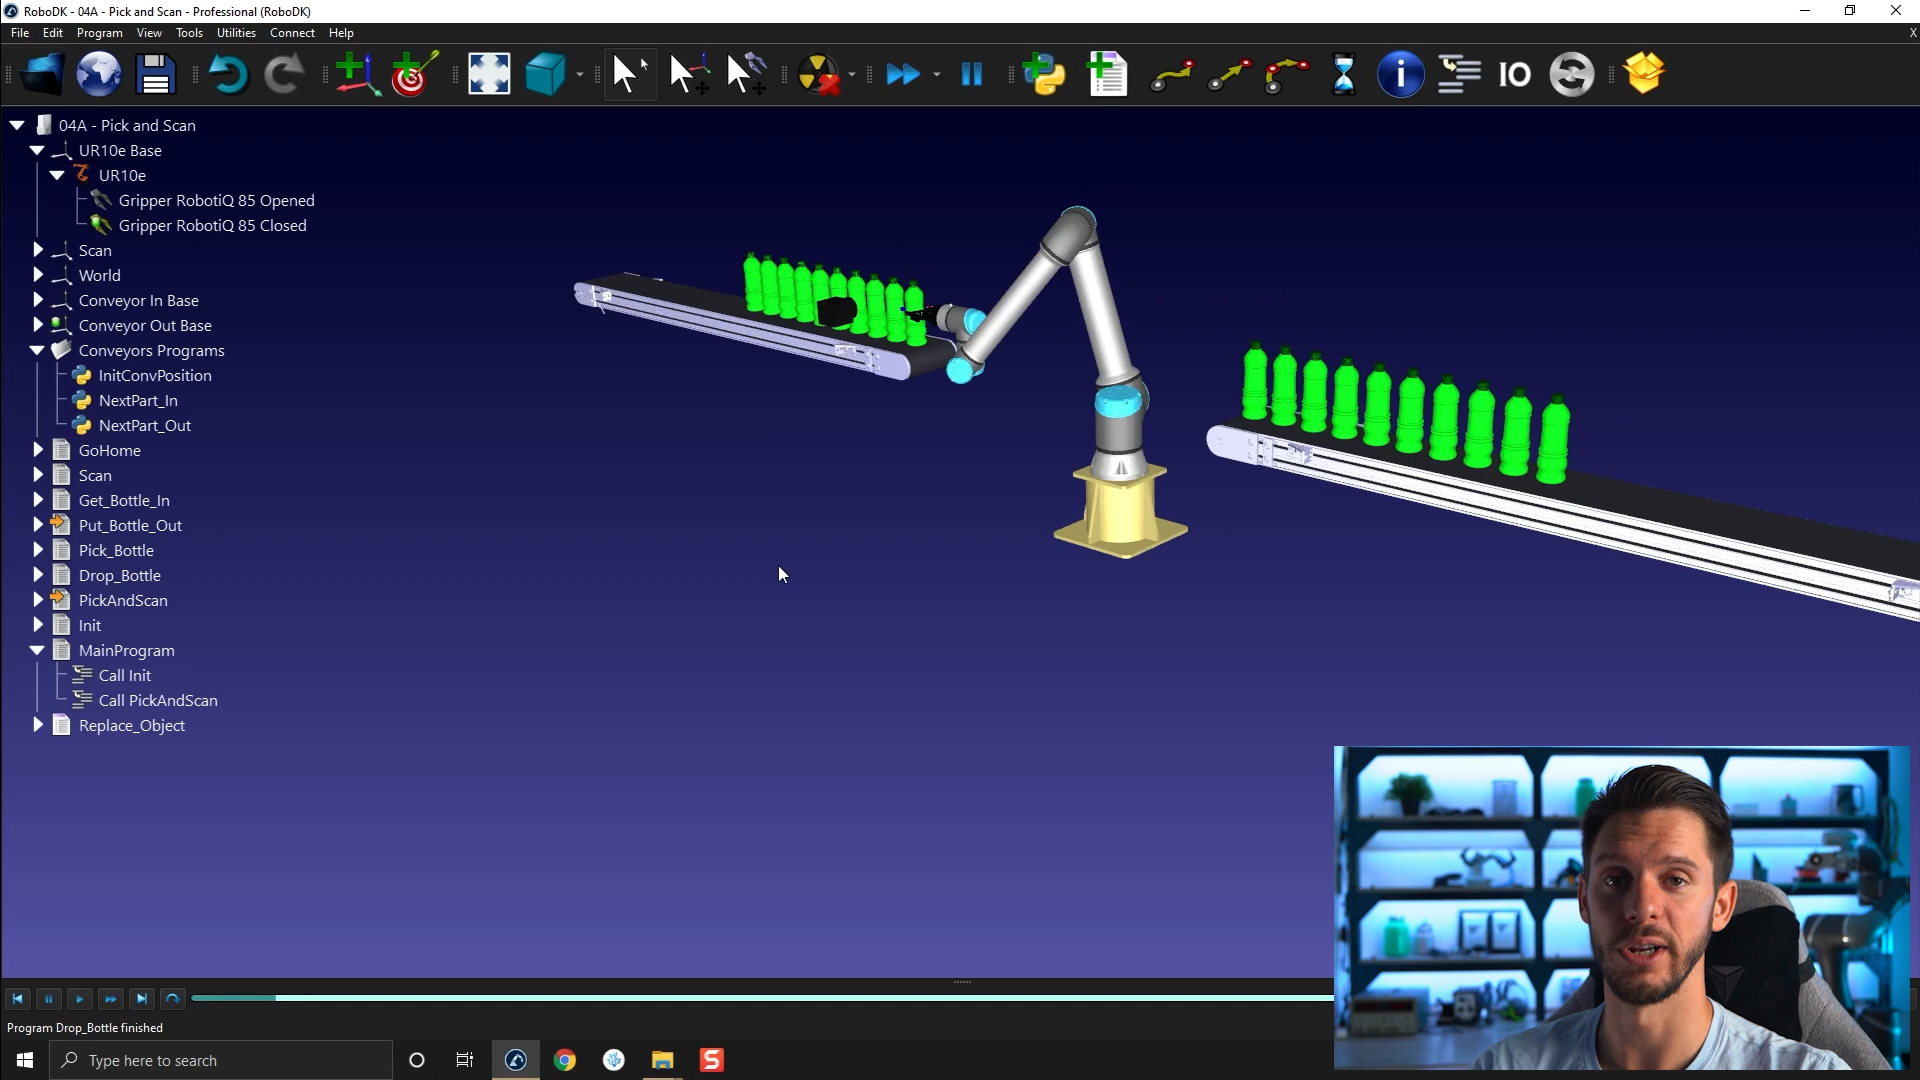 RoboDK - 04A - Pick and Scan - Professional (RoboDK)
File Edit Program View Tools Utilities Connect Help
X
IO
04A - Pick and Scan
UR10e Base
UR10e
Gripper RobotiQ 85 Opened
Gripper RobotiQ 85 Closed
Scan
World
Conveyor In Base
Conveyor Out Base
Conveyors Programs
InitConvPosition
NextPart_In
NextPart_Out
GoHome
Scan
Get_Bottle_In
Put_Bottle_Out
Pick_Bottle
Drop_Bottle
PickAndScan
Init
MainProgram
Call Init
Call PickAndScan
Replace_Object
Program Drop_Bottle finished
Type here to search